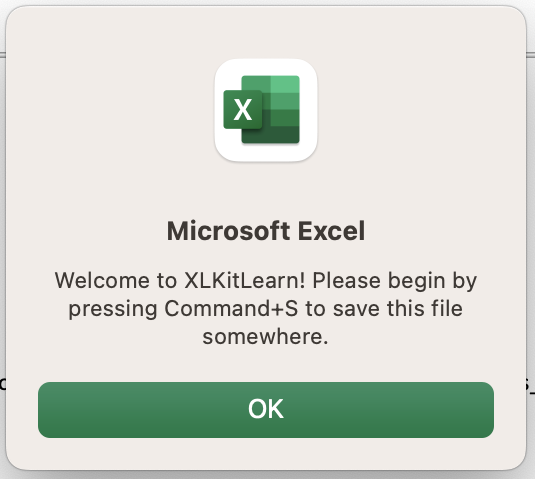 X
Microsoft Excel
Welcome to XLKitLearn! Please begin by
pressing Command+S to save this file
somewhere.
OK